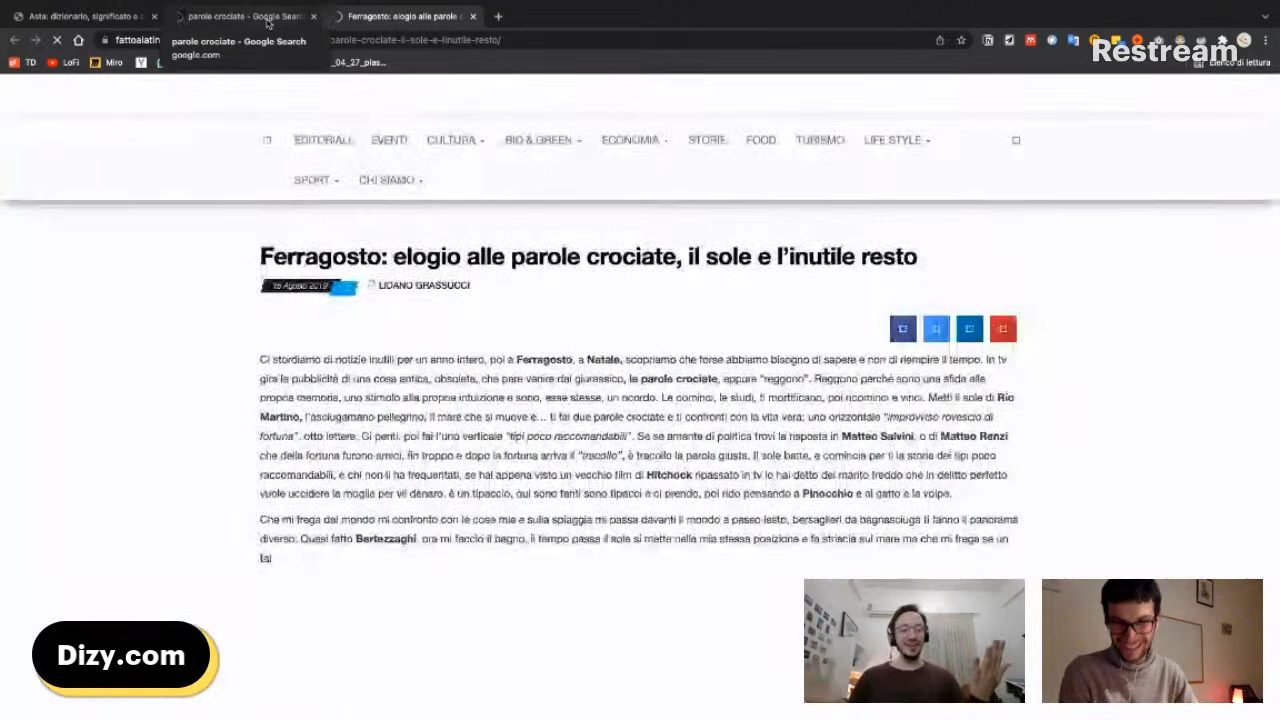 Asta: dizionario, significato e
parole crociate - Google Search
Ferragosto: elogio alle parole
parole crociate - Google Search
google.com
fattoalatin
parole-crociate-il-sole-e-linutile-resto/
TD
LoFi
Miro
_04_27_plas...
Elenco di lettura
Restream
EDITORIALI
EVENTI
CULTURA
BIO & GREEN
ECONOMIA
STORIE
FOOD
TURISMO
LIFE STYLE
SPORT
CHI SIAMO
Ferragosto: elogio alle parole crociate, il sole e l’inutile resto
Agosto 2019
LIDANO GRASSUCCI
Ci stordiamo di notizie inutili per un anno intero, poi a Ferragosto, a Natale, scopriamo che forse abbiamo bisogno di sapere e non di riempire il tempo. In tv
gira la pubblicità di una cosa antica, obsoleta, che pare venire dal giurassico, le parole crociate, eppure “reggono”. Reggono perché sono una sfida alla
propria memoria, uno stimolo alla propria intuizione e sono, esse stesse, un ricordo. Le cominci, le studi, ti mortificano, poi ricominci e vinci. Metti il sole di Rio
Martino, l’asciugamano pellegrino, il mare che si muove e... ti fai due parole crociate e ti confronti con la vita vera: uno orizzontale “improvviso rovescio di
fortuna”, otto lettere. Ci pensi, poi fai l’uno verticale “tipi poco raccomandabili”. Se sei amante di politica trovi la risposta in Matteo Salvini, o di Matteo Renzi
che della fortuna furono amici, fin troppo e dopo la fortuna arriva il “tracollo”, è tracollo la parola giusta. Il sole batte, e comincia per ti la storia dei tipi poco
raccomandabili, e chi non li ha frequentati, se hai appena visto un vecchio film di Hitchcock ripassato in tv lo hai detto del marito freddo che in delitto perfetto
vuole uccidere la moglie per vil denaro, è un tipaccio, qui sono tanti sono tipacci e ci prendo, poi rido pensando a Pinocchio e al gatto e la volpe.
Che mi frega del mondo mi confronto con le cose mie e sulla spiaggia mi passa davanti il mondo a passo lesto, bersaglieri da bagnasciuga ti fanno il panorama
diverso. Quasi fatto Bartezzaghi, ora mi faccio il bagno, il tempo passa il sole si mette nella mia stessa posizione e fa striscia sul mare ma che mi frega se un
tal
Dizy.com